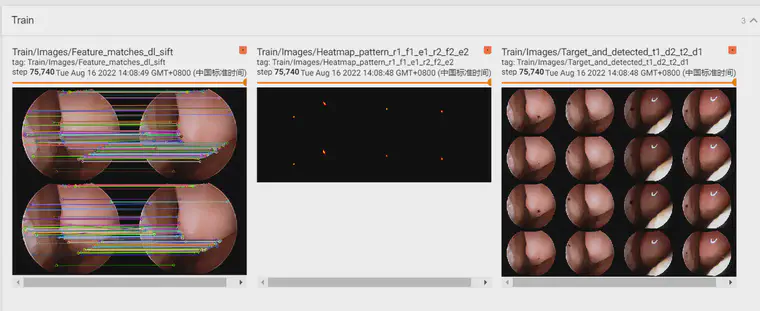 Train
3
Train/Images/Feature_matches_dl_sift
tag: Train/Images/Feature_matches_dl_sift
step 75,740 Tue Aug 16 2022 14:08:49 GMT+0800 (中国标准时间)
Train/Images/Heatmap_pattern_r1_f1_e1_r2_f2_e2
tag: Train/Images/Heatmap_pattern_r1_f1_e1_r2_f2_e2
step 75,740 Tue Aug 16 2022 14:08:48 GMT+0800 (中国标准时间)
Train/Images/Target_and_detected_t1_d2_t2_d1
tag: Train/Images/Target_and_detected_t1_d2_t2_d1
step 75,740 Tue Aug 16 2022 14:08:48 GMT+0800 (中国标准时间)